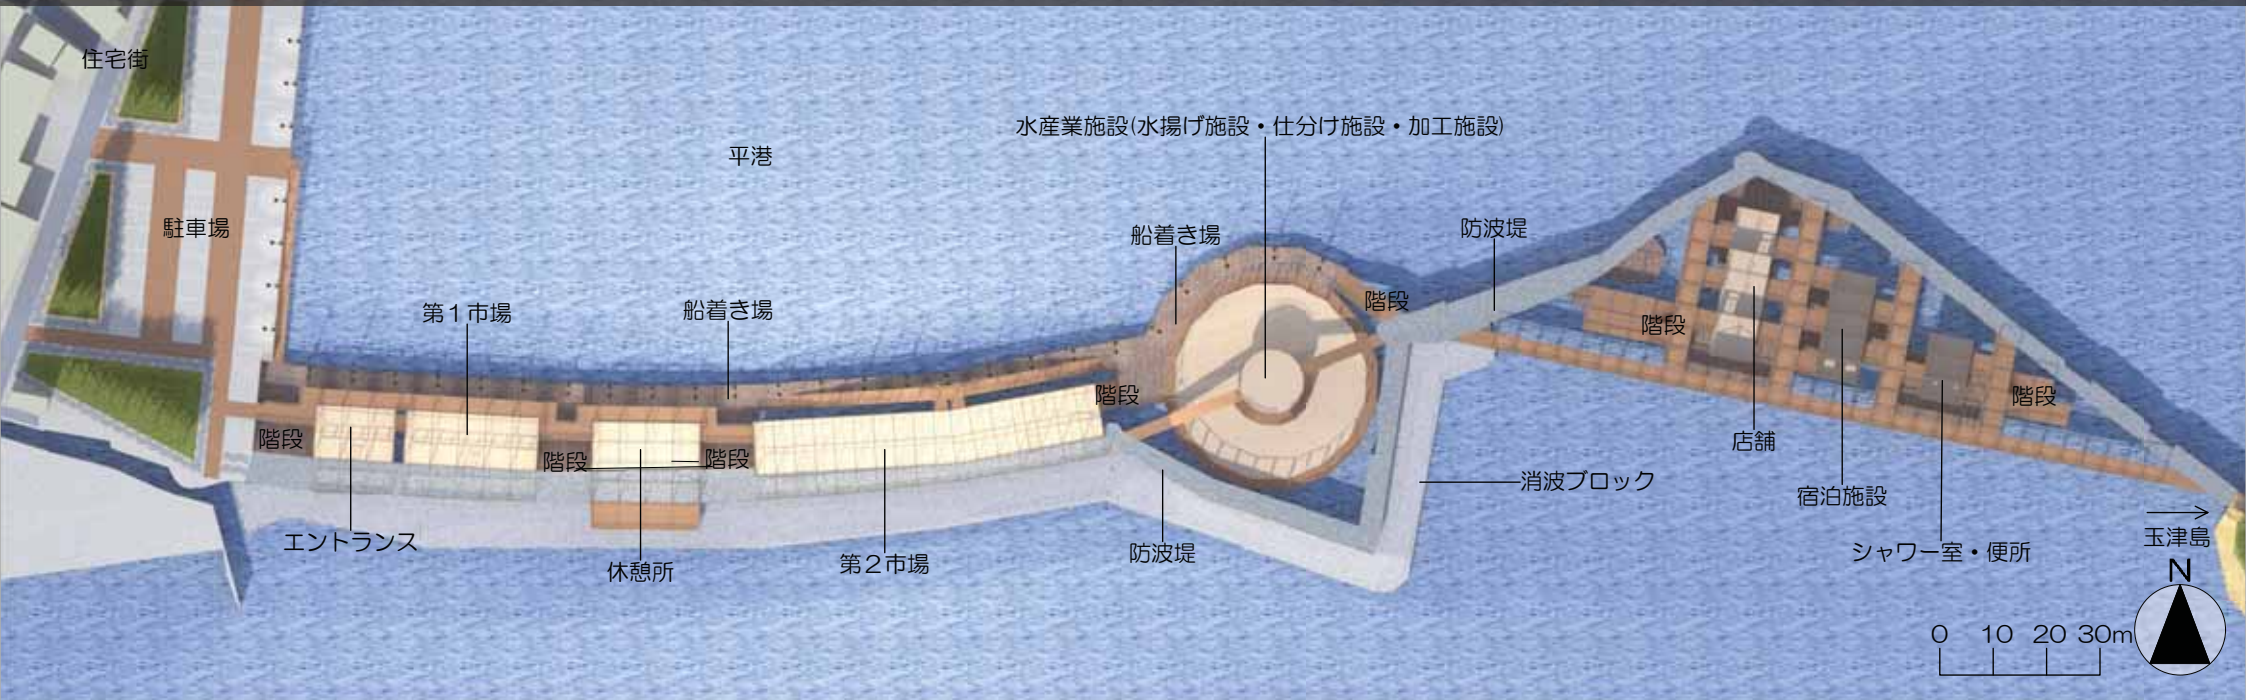 住宅街
水産業施設(水揚げ施設・仕分け施設・加工施設)
平港
駐車場
船着き場
防波堤
第１市場
船着き場
階段
階段
階段
階段
階段
階段
階段
店舗
消波ブロック
宿泊施設
エントランス
休憩所
第２市場
防波堤
シャワー室・便所
玉津島
N
0 10 20 30m